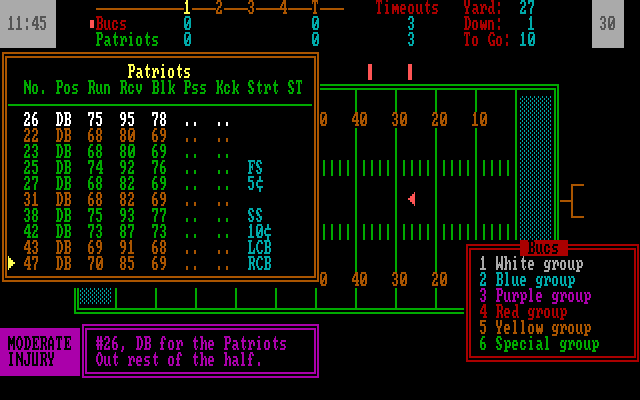 11:45 1 2 3 4 T Timeouts Yard: 27 30
Bucs 0 0 3 Down: 1
Patriots 0 0 3 To Go: 10
Patriots
No. Pos Run Rcv Blk Pss Kck Strt ST
26 DB 75 95 78 .. ..
22 DB 68 80 69 .. ..
23 DB 68 80 69 .. ..
25 DB 74 92 76 .. .. FS
27 DB 68 82 69 .. .. 5¢
31 DB 68 82 69 .. ..
38 DB 75 93 77 .. .. SS
42 DB 73 87 73 .. .. 10¢
43 DB 69 91 68 .. .. LCB
47 DB 70 85 69 .. .. RCB
0 40 30 20 10
0 40 30 20
Bucs
1 White group
2 Blue group
3 Purple group
4 Red group
5 Yellow group
6 Special group
MODERATE
INJURY
#26, DB for the Patriots
Out rest of the half.